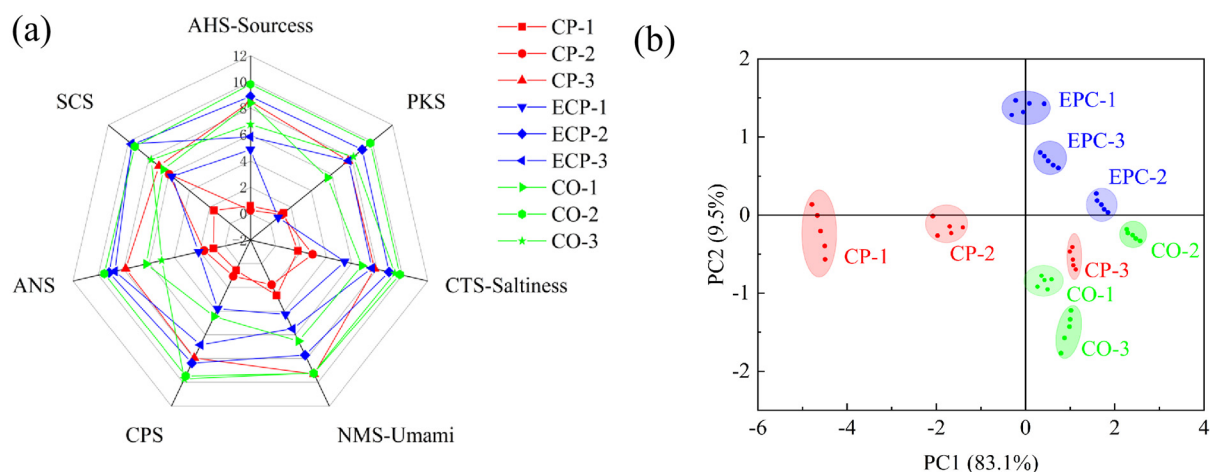 (a)
AHS-Sourcess
PKS
CTS-Saltiness
NMS-Umami
CPS
ANS
SCS
12
10
8
6
4
2
0
-2
CP-1
CP-2
CP-3
ECP-1
ECP-2
ECP-3
CO-1
CO-2
CO-3
(b)
PC2 (9.5%)
2
1
0
-1
-2
EPC-1
EPC-3
EPC-2
CO-2
CP-1
CP-2
CP-3
CO-1
CO-3
-6
-4
-2
0
2
4
PC1 (83.1%)